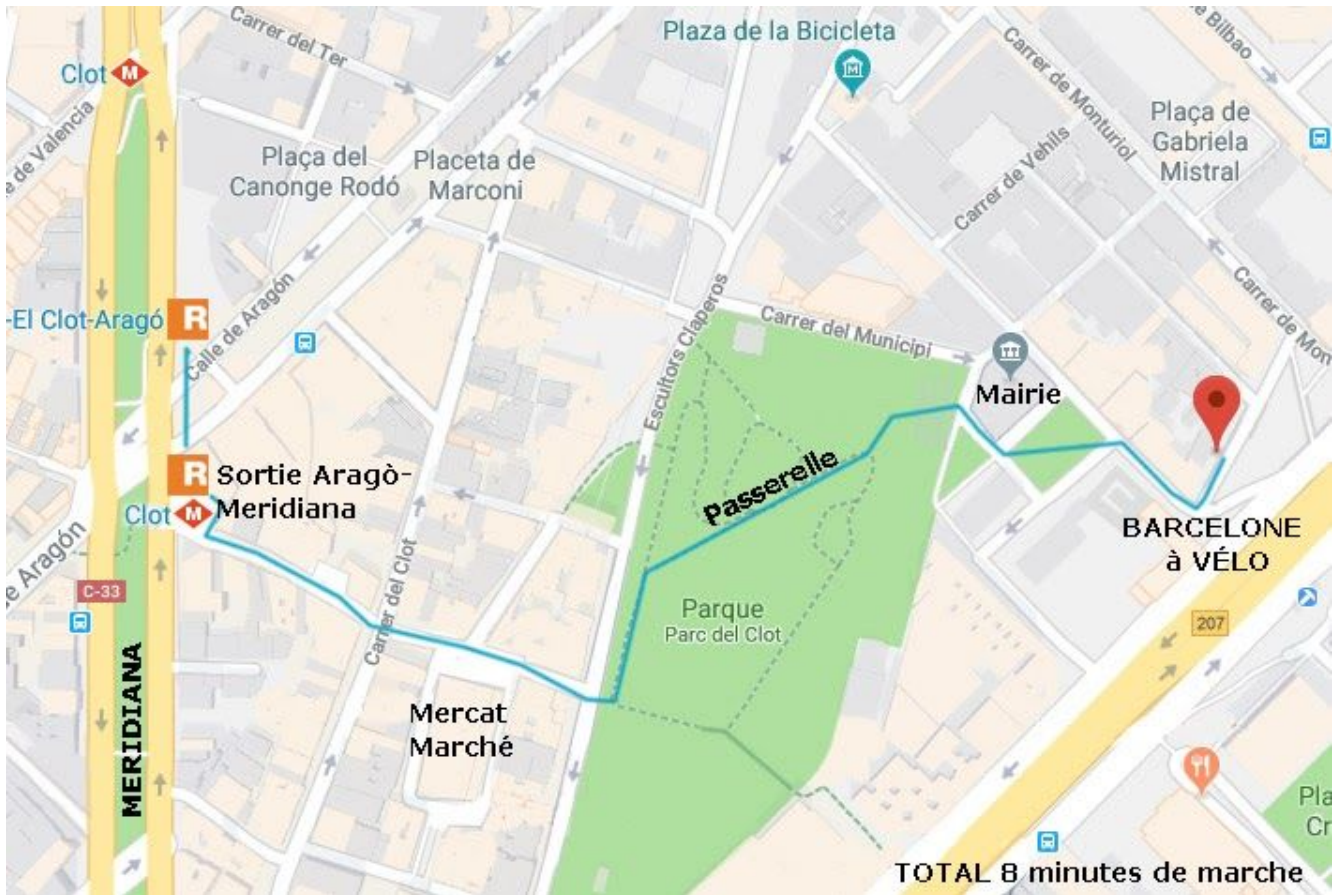 Carrer del Ter
Clot M
Plaza de la Bicicleta
M
Bilbao
Carrer de Monturiol
Plaça de
Gabriela
Mistral
de Valencia
Plaça del
Canonge Rodó
Placeta de
Marconi
Carrer de Vehils
-El Clot-Aragó R
Calle de Aragón
Escultors Claperos
Carrer del Municipi
Carrer de Mon
Mairie
R Sortie Aragò-
Meridiana
Clot M
Passerelle
BARCELONE
à VÉLO
de Aragón
C-33
Carrer del Clot
Parque
Parc del Clot
207
MERIDIANA
Mercat
Marché
Pla
Cr
TOTAL 8 minutes de marche